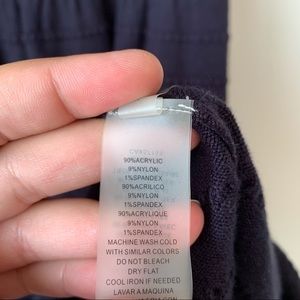 90%ACRYLIC
9%NYLON
1%SPANDEX
90%ACRILICO
9%NYLON
1%SPANDEX
90%ACRYLIQUE
9%NYLON
1%SPANDEX
MACHINE WASH COLD
WITH SIMILAR COLORS
DO NOT BLEACH
DRY FLAT
COOL IRON IF NEEDED
LAVAR A MAQUINA